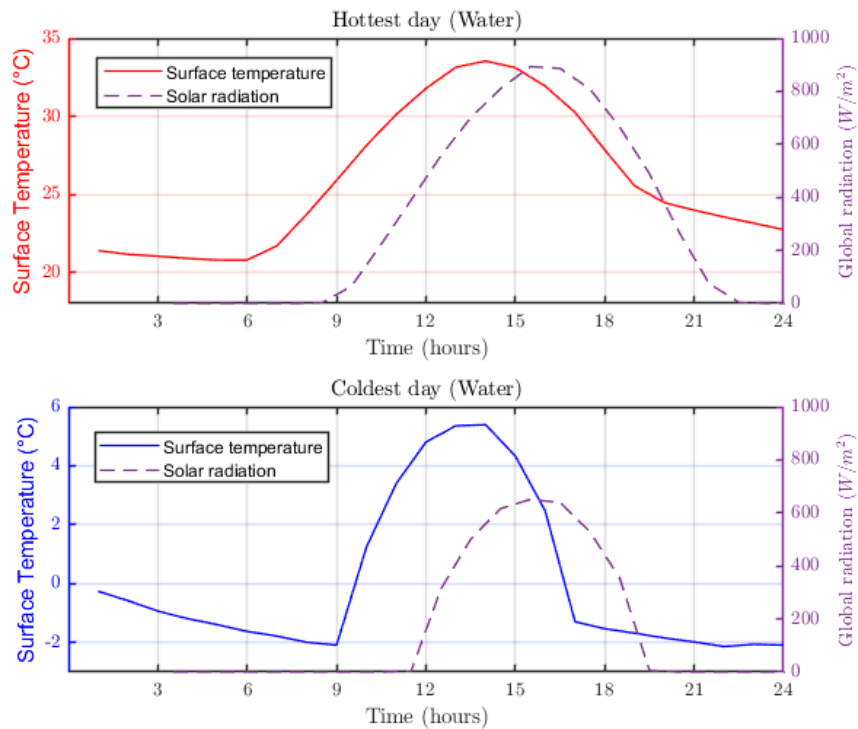 Hottest day (Water)
35
30
25
20
Surface Temperature (°C)
Surface temperature
Solar radiation
1000
800
600
400
200
0
Global radiation (W/m²)
3 6 9 12 15 18 21 24
Time (hours)
Coldest day (Water)
6
4
2
0
-2
Surface Temperature (°C)
Surface temperature
Solar radiation
1000
800
600
400
200
0
Global radiation (W/m²)
3 6 9 12 15 18 21 24
Time (hours)